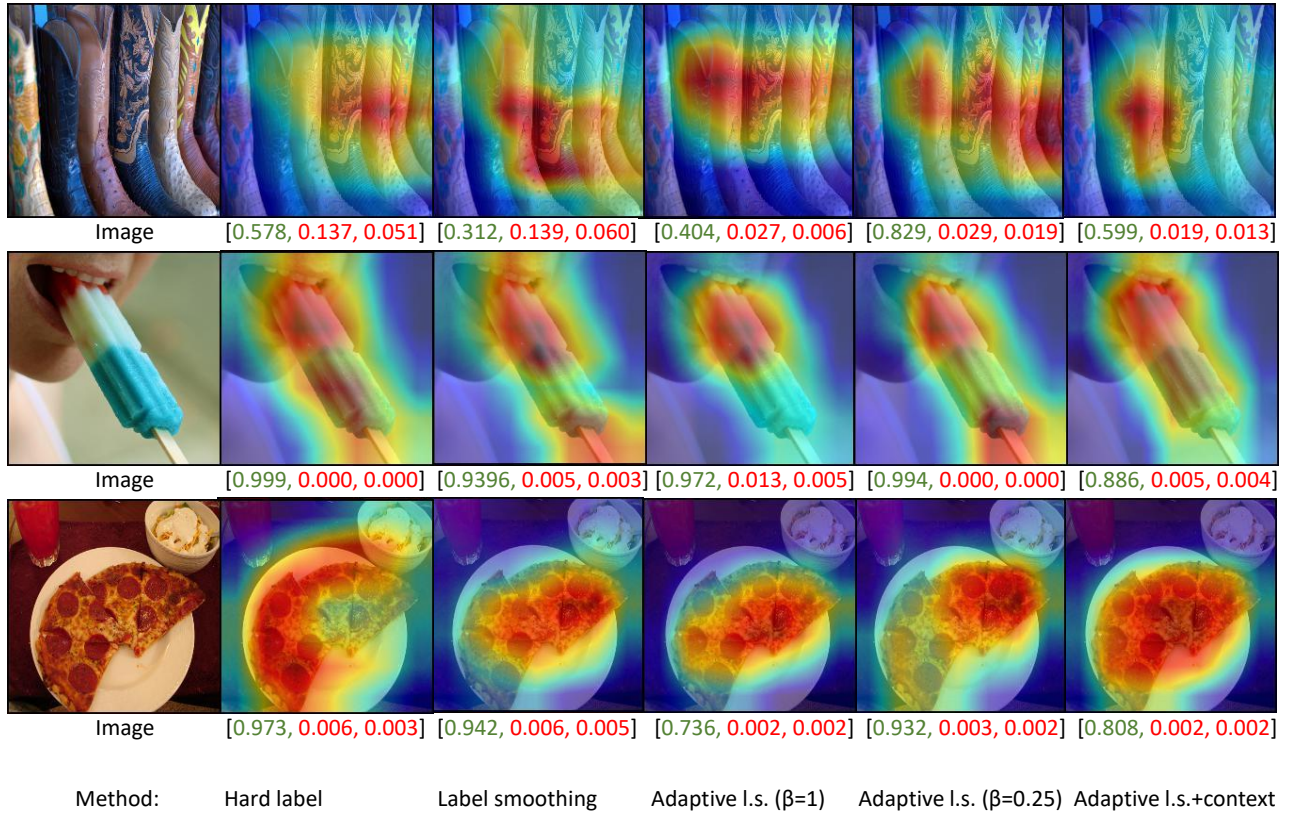 Image [0.578, 0.137, 0.051] [0.312, 0.139, 0.060] [0.404, 0.027, 0.006] [0.829, 0.029, 0.019] [0.599, 0.019, 0.013]
Image [0.999, 0.000, 0.000] [0.9396, 0.005, 0.003] [0.972, 0.013, 0.005] [0.994, 0.000, 0.000] [0.886, 0.005, 0.004]
Image [0.973, 0.006, 0.003] [0.942, 0.006, 0.005] [0.736, 0.002, 0.002] [0.932, 0.003, 0.002] [0.808, 0.002, 0.002]
Method: Hard label Label smoothing Adaptive l.s. (β=1) Adaptive l.s. (β=0.25) Adaptive l.s.+context